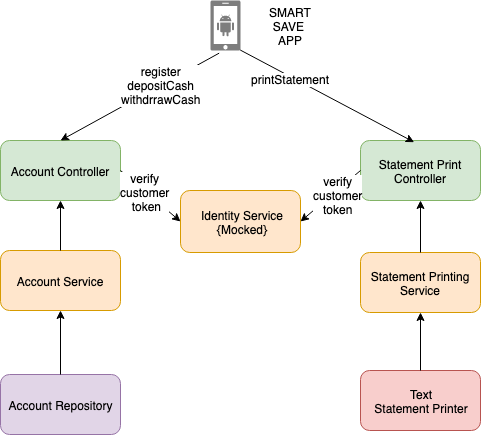 SMART
SAVE
APP
register
depositCash
withdrrawCash
printStatement
Account Controller
verify
customer
token
Identity Service
{Mocked}
verify
customer
token
Statement Print
Controller
Account Service
Statement Printing
Service
Account Repository
Text
Statement Printer